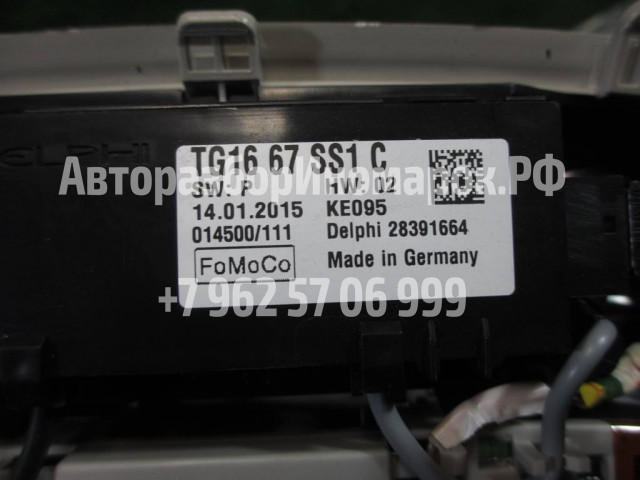 DELPHI
TG16 67 SS1 C
АвторазборИномарок.РФ
SW: P HW: 02
14.01.2015 KE095
014500/111 Delphi 28391664
FoMoCo Made in Germany
+7 962 57 06 999